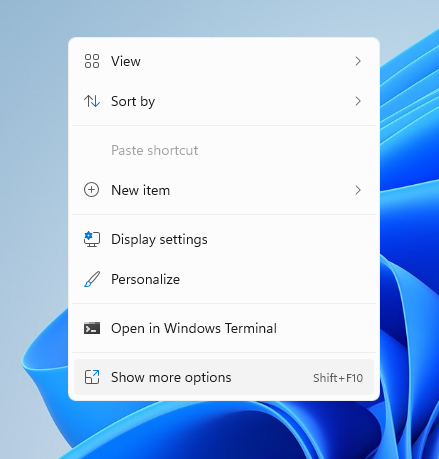 View
Sort by
Paste shortcut
New item
Display settings
Personalize
Open in Windows Terminal
Show more options Shift+F10